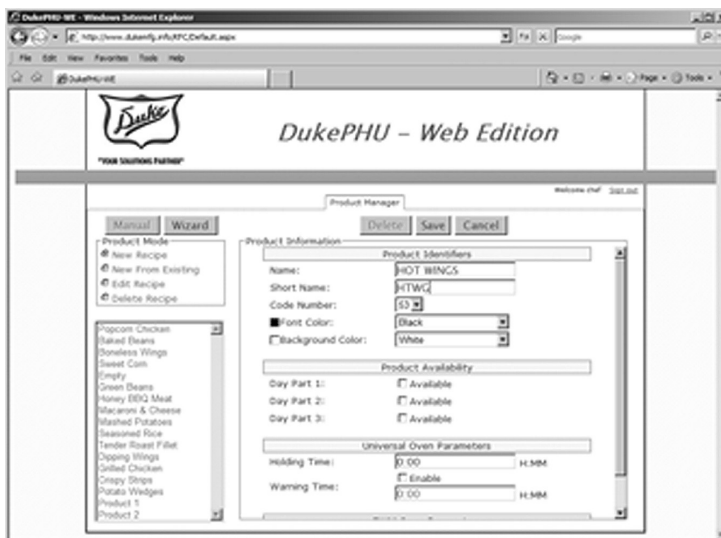 DukePHU-WE - Windows Internet Explorer
http://www.dukemfg.info/RFC/Default.aspx
Google
File Edit View Favorites Tools Help
DukePHU-WE
Page Tools
Duke
"YOUR SOLUTIONS PARTNER"
DukePHU – Web Edition
Welcome chef Sign out
Product Manager
Manual Wizard Delete Save Cancel
Product Mode
New Recipe
New From Existing
Edit Recipe
Delete Recipe
Popcorn Chicken
Baked Beans
Boneless Wings
Sweet Corn
Empty
Green Beans
Honey BBQ Meat
Macaroni & Cheese
Mashed Potatoes
Seasoned Rice
Tender Roast Fillet
Dipping Wings
Grilled Chicken
Crispy Strips
Potato Wedges
Product 1
Product 2
Product Information
Product Identifiers
Name: HOT WINGS
Short Name: HTWG
Code Number: 53
Font Color: Black
Background Color: White
Product Availability
Day Part 1: Available
Day Part 2: Available
Day Part 3: Available
Universal Oven Parameters
Holding Time: 0:00 H:MM
Enable
Warning Time: 0:00 H:MM